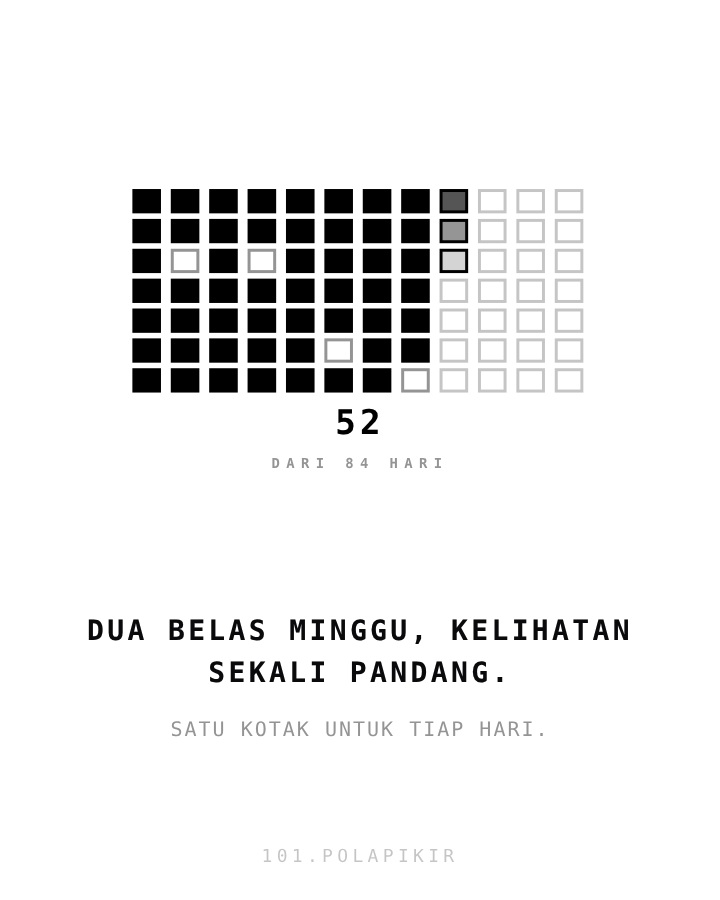 52
DARI 84 HARI
DUA BELAS MINGGU, KELIHATAN
SEKALI PANDANG.
SATU KOTAK UNTUK TIAP HARI.
101.POLAPIKIR